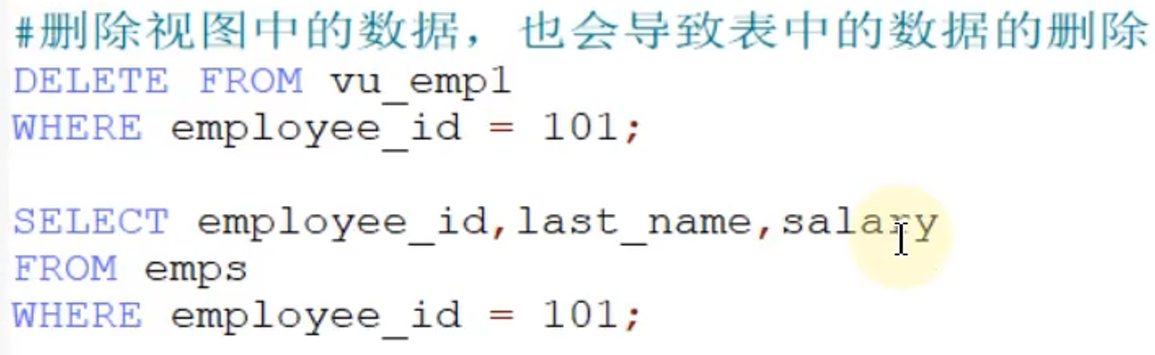 #删除视图中的数据，也会导致表中的数据的删除
DELETE FROM vu_emp1
WHERE employee_id = 101;
SELECT employee_id,last_name,salary
FROM emps
WHERE employee_id = 101;